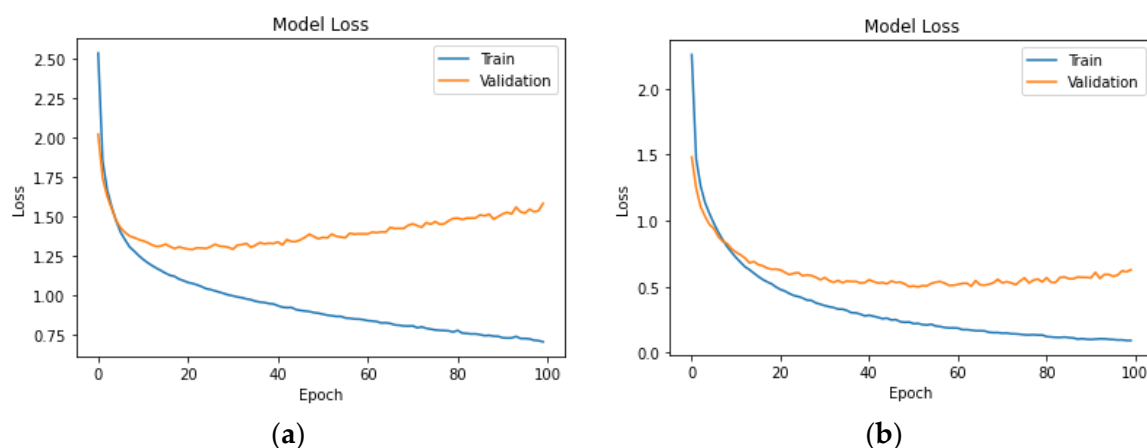 Model Loss
2.50
2.25
2.00
1.75
1.50
1.25
1.00
0.75
Loss
0 20 40 60 80 100
Epoch
Train
Validation
(a)
Model Loss
2.0
1.5
1.0
0.5
0.0
Loss
0 20 40 60 80 100
Epoch
Train
Validation
(b)